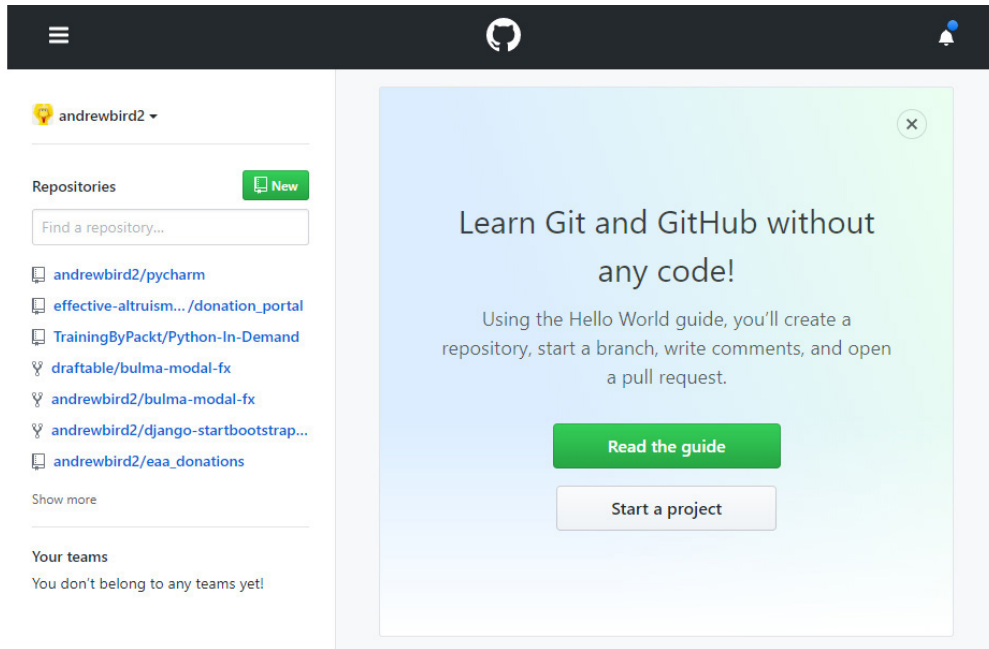 andrewbird2
Repositories
New
Find a repository...
andrewbird2/pycharm
effective-altruism.../donation_portal
TrainingByPackt/Python-In-Demand
draftable/bulma-modal-fx
andrewbird2/bulma-modal-fx
andrewbird2/django-startbootstrap...
andrewbird2/eaa_donations
Show more
Your teams
You don't belong to any teams yet!
Learn Git and GitHub without
any code!
Using the Hello World guide, you'll create a
repository, start a branch, write comments, and open
a pull request.
Read the guide
Start a project